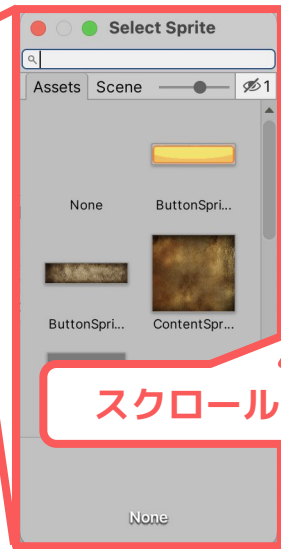 Select Sprite
Assets Scene 1
None ButtonSpri...
ButtonSpri... ContentSpr...
スクロール
None